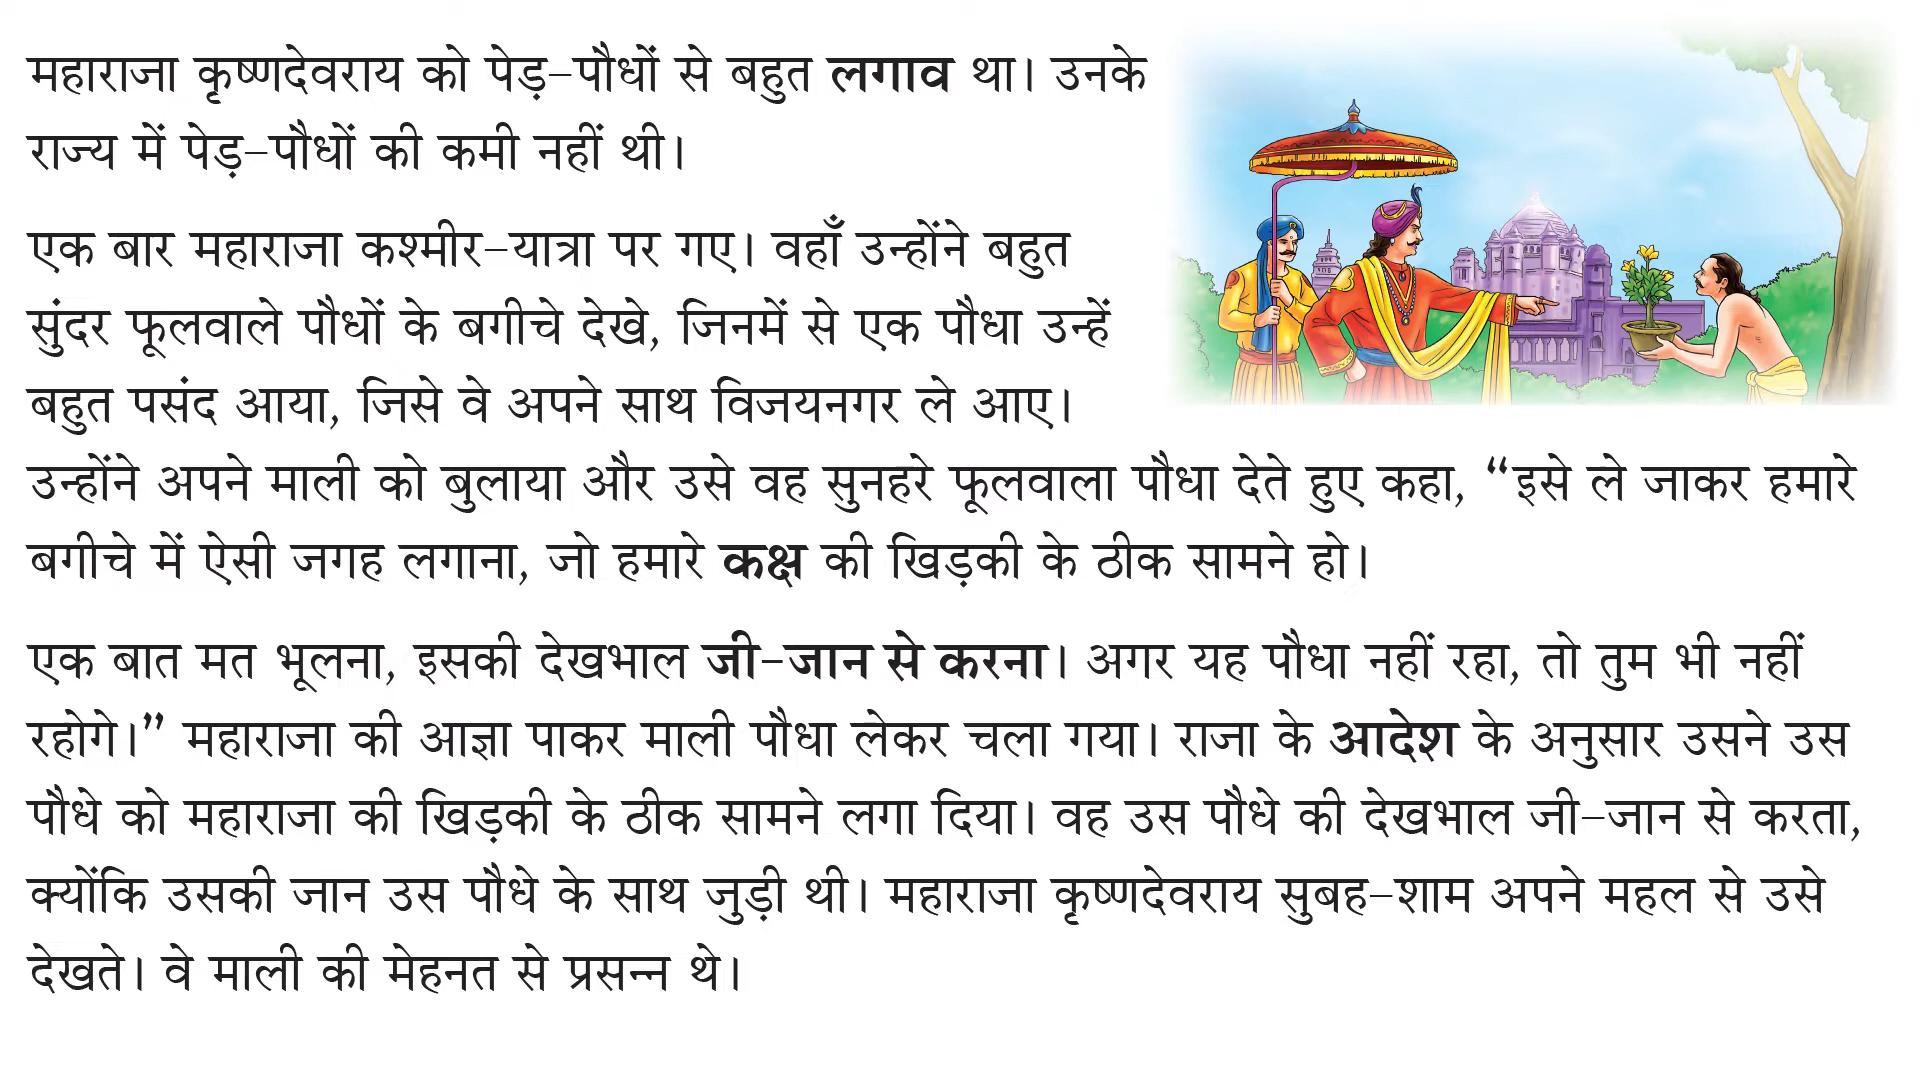 महाराजा कृष्णदेवराय को पेड़-पौधों से बहुत लगाव था। उनके
राज्य में पेड़-पौधों की कमी नहीं थी।
एक बार महाराजा कश्मीर-यात्रा पर गए। वहाँ उन्होंने बहुत
सुंदर फूलवाले पौधों के बगीचे देखे, जिनमें से एक पौधा उन्हें
बहुत पसंद आया, जिसे वे अपने साथ विजयनगर ले आए।
उन्होंने अपने माली को बुलाया और उसे वह सुनहरे फूलवाला पौधा देते हुए कहा, “इसे ले जाकर हमारे
बगीचे में ऐसी जगह लगाना, जो हमारे कक्ष की खिड़की के ठीक सामने हो।
एक बात मत भूलना, इसकी देखभाल जी-जान से करना। अगर यह पौधा नहीं रहा, तो तुम भी नहीं
रहोगे।” महाराजा की आज्ञा पाकर माली पौधा लेकर चला गया। राजा के आदेश के अनुसार उसने उस
पौधे को महाराजा की खिड़की के ठीक सामने लगा दिया। वह उस पौधे की देखभाल जी-जान से करता,
क्योंकि उसकी जान उस पौधे के साथ जुड़ी थी। महाराजा कृष्णदेवराय सुबह-शाम अपने महल से उसे
देखते। वे माली की मेहनत से प्रसन्न थे।